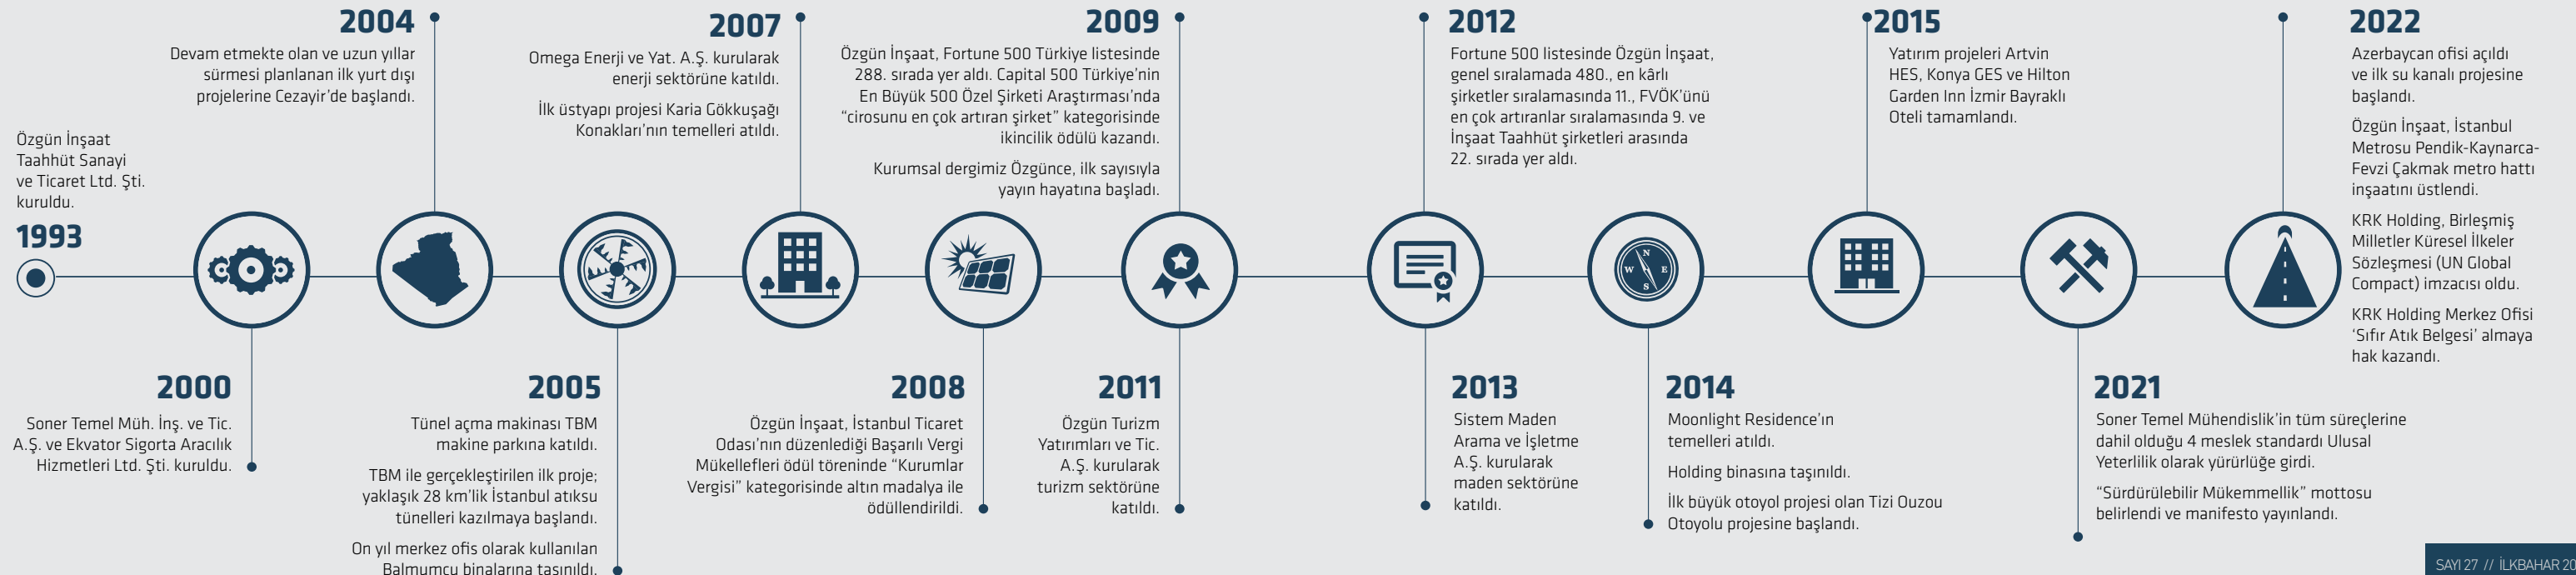 Özgün İnşaat
Taahhüt Sanayi
ve Ticaret Ltd. Şti.
kuruldu.
1993
2000
Soner Temel Müh. İnş. ve Tic.
A.Ş. ve Ekvator Sigorta Aracılık
Hizmetleri Ltd. Şti. kuruldu.
2004
Devam etmekte olan ve uzun yıllar
sürmesi planlanan ilk yurt dışı
projelerine Cezayir’de başlandı.
2005
Tünel açma makinası TBM
makine parkına katıldı.
TBM ile gerçekleştirilen ilk proje;
yaklaşık 28 km’lik İstanbul atıksu
tünelleri kazılmaya başlandı.
On yıl merkez ofis olarak kullanılan
Balmumcu binalarına taşınıldı.
2007
Omega Enerji ve Yat. A.Ş. kurularak
enerji sektörüne katıldı.
İlk üstyapı projesi Karia Gökkuşağı
Konakları’nın temelleri atıldı.
2008
Özgün İnşaat, İstanbul Ticaret
Odası’nın düzenlediği Başarılı Vergi
Mükellefleri ödül töreninde “Kurumlar
Vergisi” kategorisinde altın madalya ile
ödüllendirildi.
2009
Özgün İnşaat, Fortune 500 Türkiye listesinde
288. sırada yer aldı. Capital 500 Türkiye’nin
En Büyük 500 Özel Şirketi Araştırması’nda
“cirosunu en çok artıran şirket” kategorisinde
ikincilik ödülü kazandı.
Kurumsal dergimiz Özgünce, ilk sayısıyla
yayın hayatına başladı.
2011
Özgün Turizm
Yatırımları ve Tic.
A.Ş. kurularak
turizm sektörüne
katıldı.
2012
Fortune 500 listesinde Özgün İnşaat,
genel sıralamada 480., en kârlı
şirketler sıralamasında 11., FVÖK’ünü
en çok artıranlar sıralamasında 9. ve
İnşaat Taahhüt şirketleri arasında
22. sırada yer aldı.
2013
Sistem Maden
Arama ve İşletme
A.Ş. kurularak
maden sektörüne
katıldı.
N
W E
S
2014
Moonlight Residence’ın
temelleri atıldı.
Holding binasına taşınıldı.
İlk büyük otoyol projesi olan Tizi Ouzou
Otoyolu projesine başlandı.
2015
Yatırım projeleri Artvin
HES, Konya GES ve Hilton
Garden Inn İzmir Bayraklı
Oteli tamamlandı.
2021
Soner Temel Mühendislik’in tüm süreçlerine
dahil olduğu 4 meslek standardı Ulusal
Yeterlilik olarak yürürlüğe girdi.
“Sürdürülebilir Mükemmellik” mottosu
belirlendi ve manifesto yayınlandı.
2022
Azerbaycan ofisi açıldı
ve ilk su kanalı projesine
başlandı.
Özgün İnşaat, İstanbul
Metrosu Pendik-Kaynarca-
Fevzi Çakmak metro hattı
inşaatını üstlendi.
KRK Holding, Birleşmiş
Milletler Küresel İlkeler
Sözleşmesi (UN Global
Compact) imzacısı oldu.
KRK Holding Merkez Ofisi
‘Sıfır Atık Belgesi’ almaya
hak kazandı.
SAYI 27 // İLKBAHAR 20